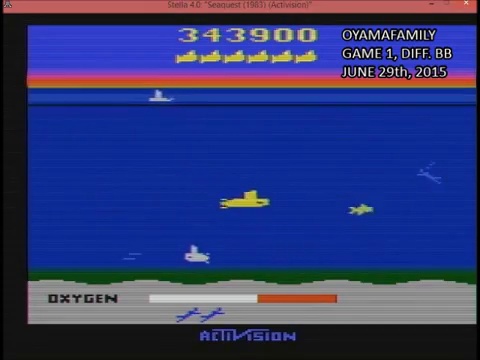 Stella 4.0: "Seaquest (1983) (Activision)"
343900
OYAMAFAMILY
GAME 1, DIFF. BB
JUNE 29th, 2015
OXYGEN
ACTIVISION